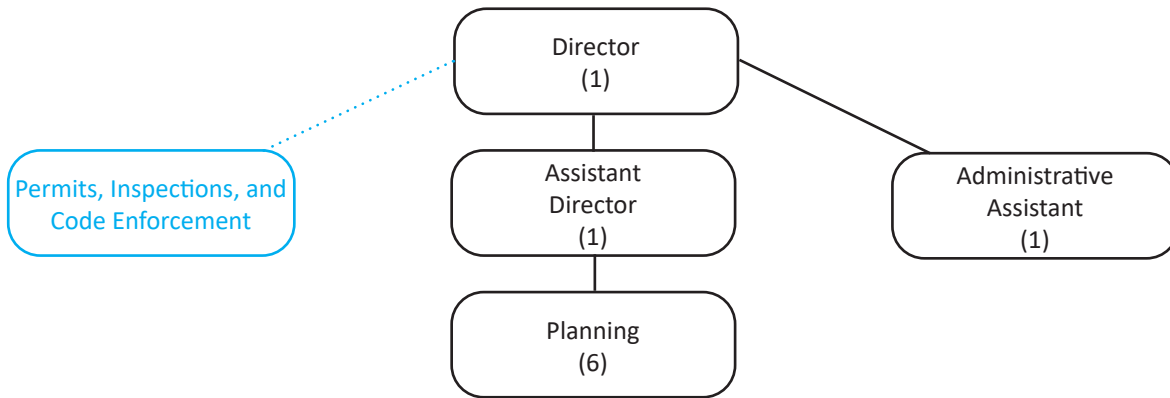 Director
(1)
Permits, Inspections, and
Code Enforcement
Assistant
Director
(1)
Administrative
Assistant
(1)
Planning
(6)